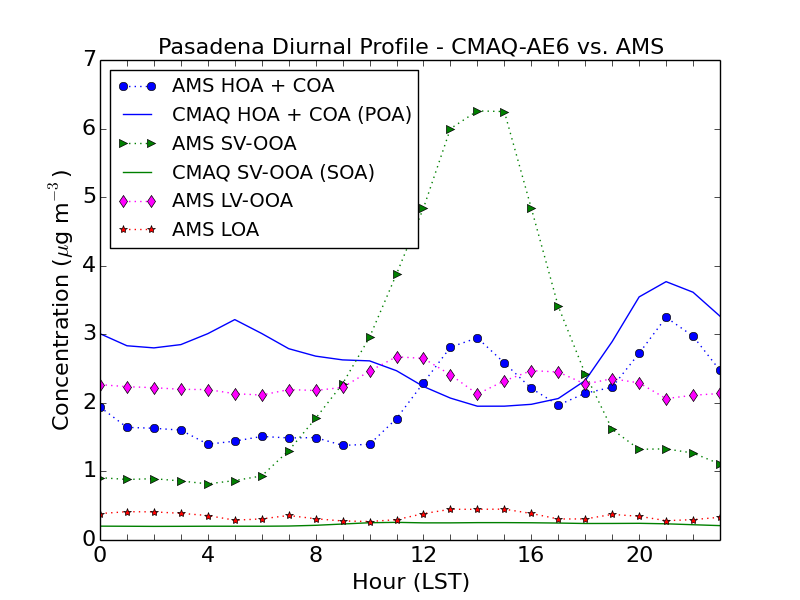 Pasadena Diurnal Profile - CMAQ-AE6 vs. AMS
7
6
5
4
3
2
1
0
Concentration (μg m⁻³)
AMS HOA + COA
CMAQ HOA + COA (POA)
AMS SV-OOA
CMAQ SV-OOA (SOA)
AMS LV-OOA
AMS LOA
0 4 8 12 16 20
Hour (LST)